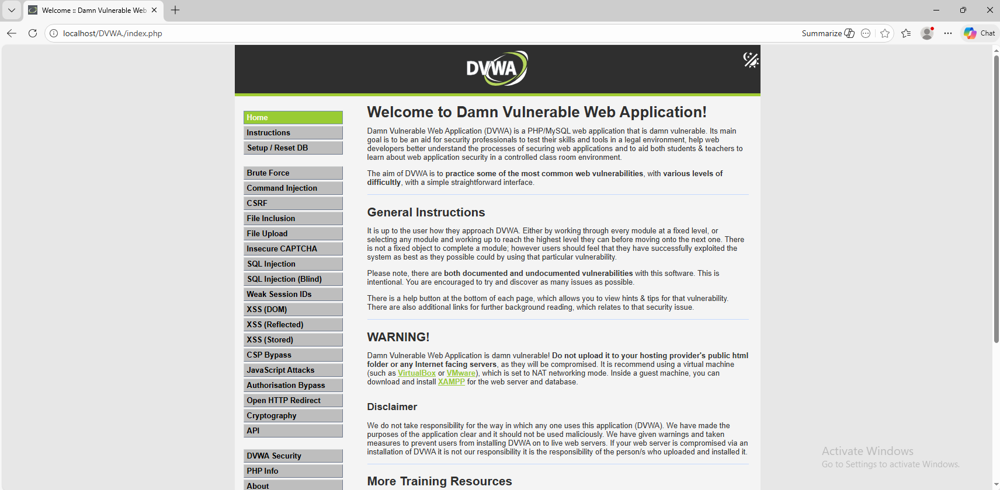 Welcome :: Damn Vulnerable Web
localhost/DVWA./index.php
Summarize
Chat
DVWA
Home
Instructions
Setup / Reset DB
Brute Force
Command Injection
CSRF
File Inclusion
File Upload
Insecure CAPTCHA
SQL Injection
SQL Injection (Blind)
Weak Session IDs
XSS (DOM)
XSS (Reflected)
XSS (Stored)
CSP Bypass
JavaScript Attacks
Authorisation Bypass
Open HTTP Redirect
Cryptography
API
DVWA Security
PHP Info
About
Welcome to Damn Vulnerable Web Application!
Damn Vulnerable Web Application (DVWA) is a PHP/MySQL web application that is damn vulnerable. Its main
goal is to be an aid for security professionals to test their skills and tools in a legal environment, help web
developers better understand the processes of securing web applications and to aid both students & teachers to
learn about web application security in a controlled class room environment.
The aim of DVWA is to practice some of the most common web vulnerabilities, with various levels of
difficultly, with a simple straightforward interface.
General Instructions
It is up to the user how they approach DVWA. Either by working through every module at a fixed level, or
selecting any module and working up to reach the highest level they can before moving onto the next one. There
is not a fixed object to complete a module; however users should feel that they have successfully exploited the
system as best as they possible could by using that particular vulnerability.
Please note, there are both documented and undocumented vulnerabilities with this software. This is
intentional. You are encouraged to try and discover as many issues as possible.
There is a help button at the bottom of each page, which allows you to view hints & tips for that vulnerability.
There are also additional links for further background reading, which relates to that security issue.
WARNING!
Damn Vulnerable Web Application is damn vulnerable! Do not upload it to your hosting provider's public html
folder or any Internet facing servers, as they will be compromised. It is recommend using a virtual machine
(such as VirtualBox or VMware), which is set to NAT networking mode. Inside a guest machine, you can
download and install XAMPP for the web server and database.
Disclaimer
We do not take responsibility for the way in which any one uses this application (DVWA). We have made the
purposes of the application clear and it should not be used maliciously. We have given warnings and taken
measures to prevent users from installing DVWA on to live web servers. If your web server is compromised via an
installation of DVWA it is not our responsibility it is the responsibility of the person/s who uploaded and installed it.
More Training Resources
Activate Windows
Go to Settings to activate Windows.